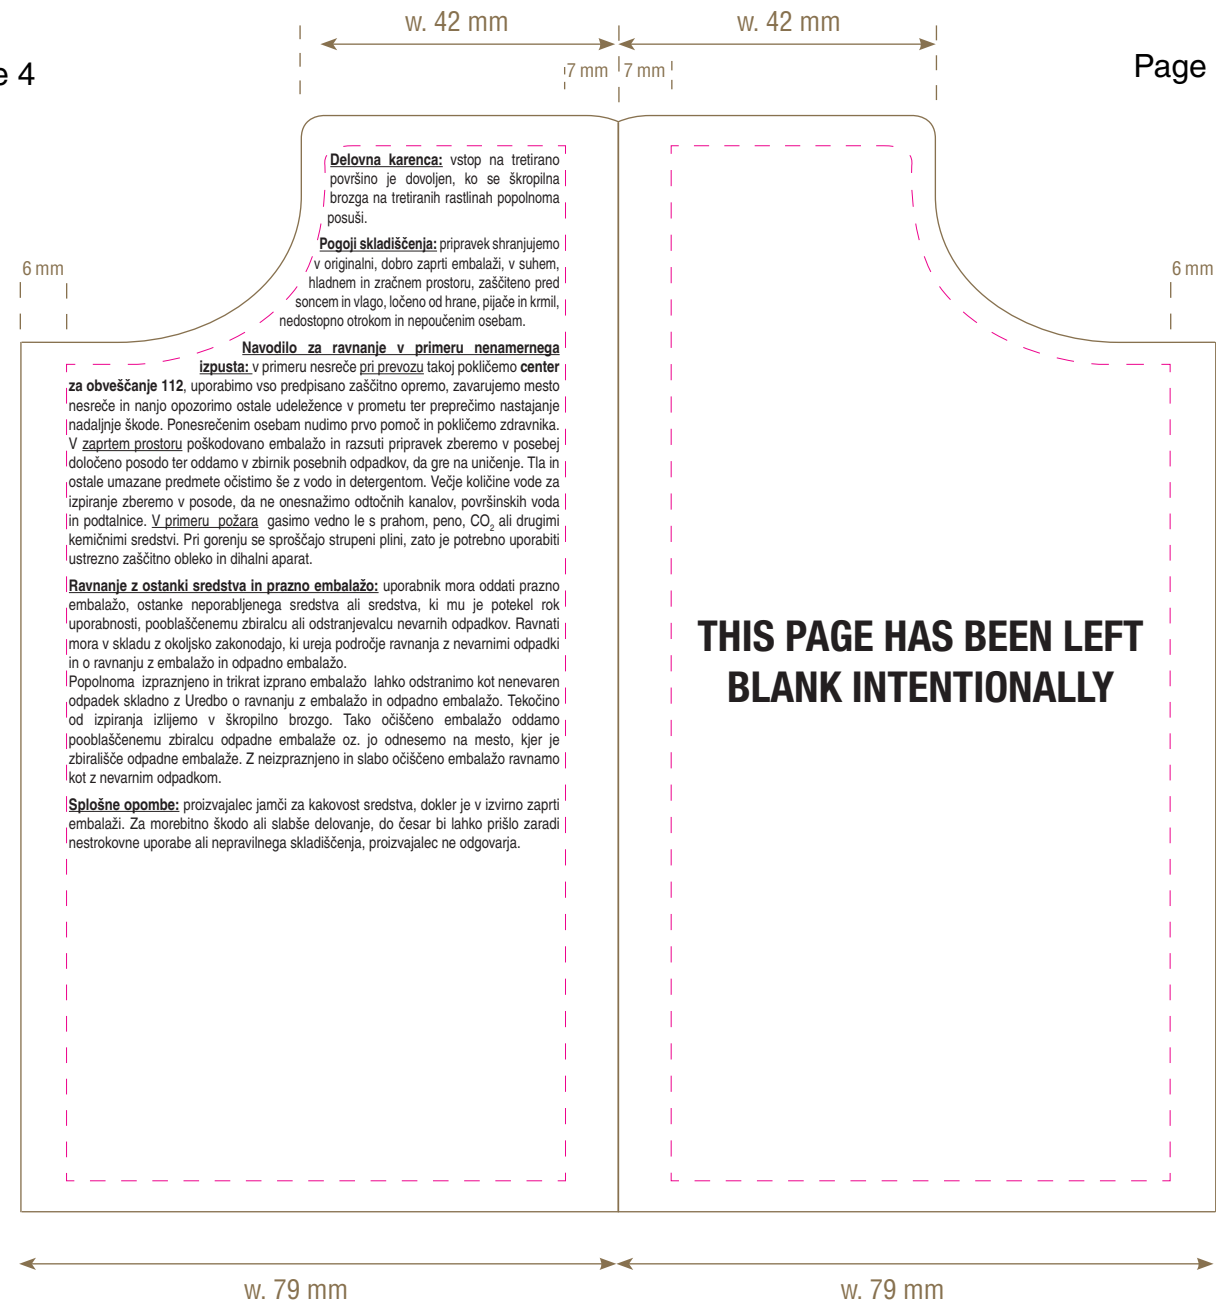 w. 42 mm
w. 42 mm
e 4
7 mm
7 mm
Page
Delovna karenca: vstop na tretirano
površino je dovoljen, ko se škropilna
brozga na tretiranih rastlinah popolnoma
posuši.
Pogoji skladiščenja: pripravek shranjujemo
v originalni, dobro zaprti embalaži, v suhem,
hladnem in zračnem prostoru, zaščiteno pred
soncem in vlago, ločeno od hrane, pijače in krmil,
nedostopno otrokom in nepoučenim osebam.
6 mm
6 mm
Navodilo za ravnanje v primeru nenamernega
izpusta: v primeru nesreče pri prevozu takoj pokličemo center
za obveščanje 112, uporabimo vso predpisano zaščitno opremo, zavarujemo mesto
nesreče in nanjo opozorimo ostale udeležence v prometu ter preprečimo nastajanje
nadaljnje škode. Ponesrečenim osebam nudimo prvo pomoč in pokličemo zdravnika.
V zaprtem prostoru poškodovano embalažo in razsuti pripravek zberemo v posebej
določeno posodo ter oddamo v zbirnik posebnih odpadkov, da gre na uničenje. Tla in
ostale umazane predmete očistimo še z vodo in detergentom. Večje količine vode za
izpiranje zberemo v posode, da ne onesnažimo odtočnih kanalov, površinskih voda
in podtalnice. V primeru požara gasimo vedno le s prahom, peno, CO₂ ali drugimi
kemičnimi sredstvi. Pri gorenju se sproščajo strupeni plini, zato je potrebno uporabiti
ustrezno zaščitno obleko in dihalni aparat.
Ravnanje z ostanki sredstva in prazno embalažo: uporabnik mora oddati prazno
embalažo, ostanke neporabljenega sredstva ali sredstva, ki mu je potekel rok
uporabnosti, pooblaščenemu zbiralcu ali odstranjevalcu nevarnih odpadkov. Ravnati
mora v skladu z okoljsko zakonodajo, ki ureja področje ravnanja z nevarnimi odpadki
in o ravnanju z embalažo in odpadno embalažo.
Popolnoma izpraznjeno in trikrat izprano embalažo lahko odstranimo kot nenevaren
odpadek skladno z Uredbo o ravnanju z embalažo in odpadno embalažo. Tekočino
od izpiranja izlijemo v škropilno brozgo. Tako očiščeno embalažo oddamo
pooblaščenemu zbiralcu odpadne embalaže oz. jo odnesemo na mesto, kjer je
zbirališče odpadne embalaže. Z neizpraznjeno in slabo očiščeno embalažo ravnamo
kot z nevarnim odpadkom.
Splošne opombe: proizvajalec jamči za kakovost sredstva, dokler je v izvirno zaprti
embalaži. Za morebitno škodo ali slabše delovanje, do česar bi lahko prišlo zaradi
nestrokovne uporabe ali nepravilnega skladiščenja, proizvajalec ne odgovarja.
THIS PAGE HAS BEEN LEFT
BLANK INTENTIONALLY
w. 79 mm
w. 79 mm